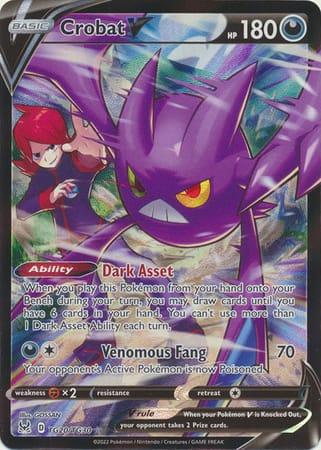 BASIC
Crobat V
HP 180
Ability Dark Asset
When you play this Pokémon from your hand onto your
Bench during your turn, you may draw cards until you
have 6 cards in your hand. You can't use more than
1 Dark Asset Ability each turn.
Venomous Fang 70
Your opponent's Active Pokémon is now Poisoned.
weakness ×2 resistance retreat
Illus. GOSSAN
V rule
When your Pokémon V is Knocked Out,
your opponent takes 2 Prize cards.
D TG20/TG30
©2022 Pokémon / Nintendo / Creatures / GAME FREAK